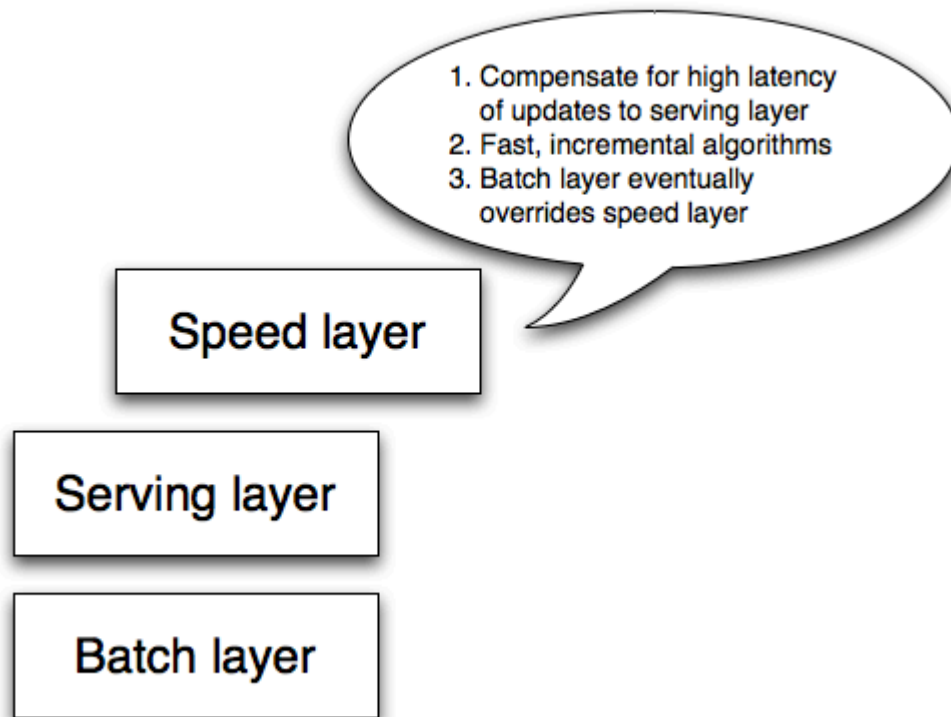 1. Compensate for high latency
of updates to serving layer
2. Fast, incremental algorithms
3. Batch layer eventually
overrides speed layer
Speed layer
Serving layer
Batch layer